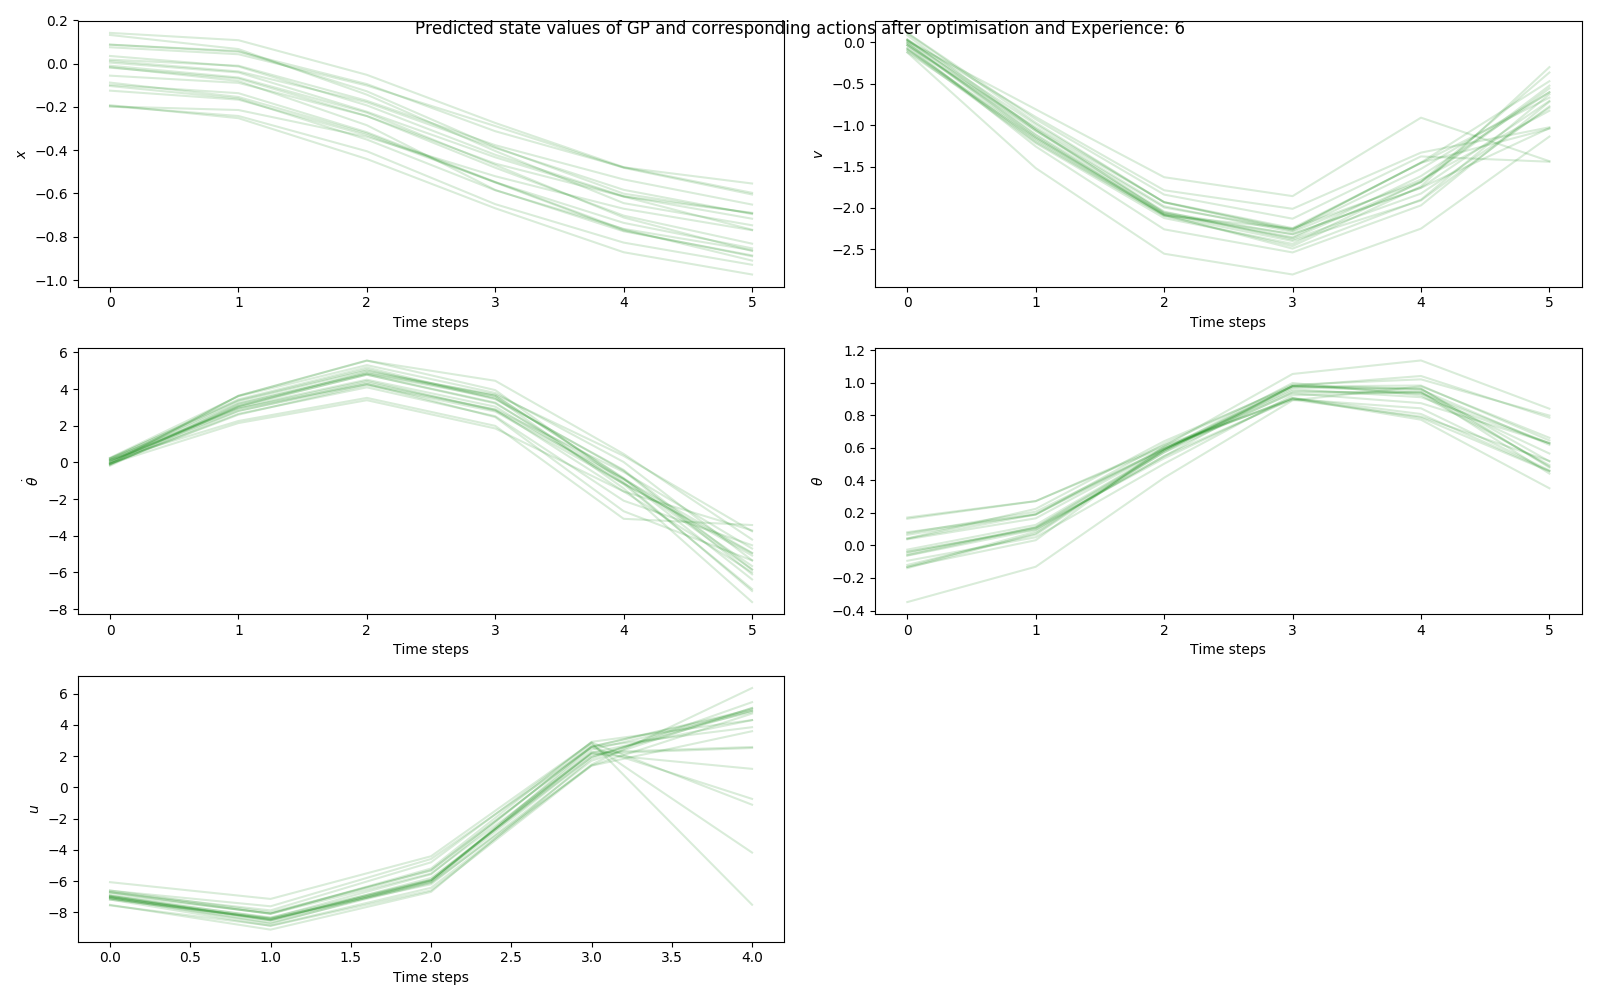 Predicted state values of GP and corresponding actions after optimisation and Experience: 6
0.2
0.0
−0.2
−0.4
−0.6
−0.8
−1.0
x
0 1 2 3 4 5
Time steps
0.0
−0.5
−1.0
−1.5
−2.0
−2.5
v
0 1 2 3 4 5
Time steps
6
4
2
0
−2
−4
−6
−8
θ̇
0 1 2 3 4 5
Time steps
1.2
1.0
0.8
0.6
0.4
0.2
0.0
−0.2
−0.4
θ
0 1 2 3 4 5
Time steps
6
4
2
0
−2
−4
−6
−8
u
0.0 0.5 1.0 1.5 2.0 2.5 3.0 3.5 4.0
Time steps